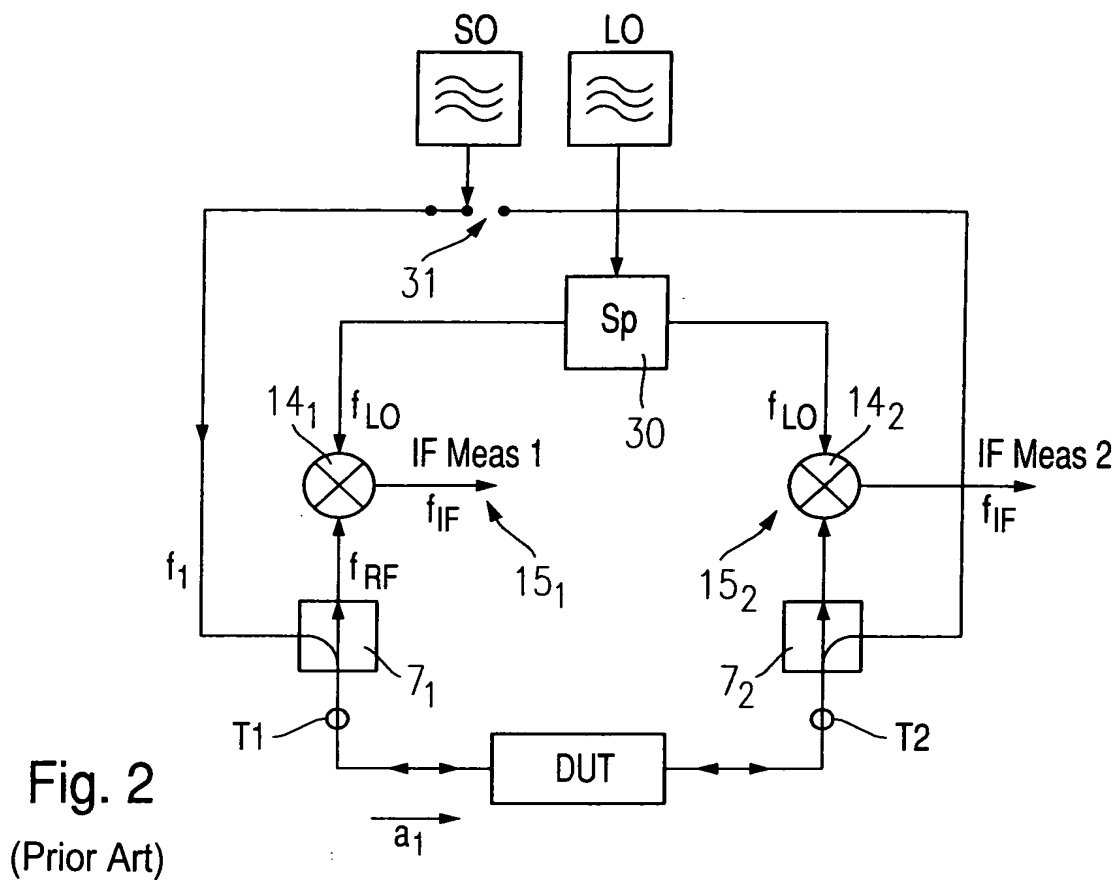 SO LO
31
Sp
30
14₁ f_LO f_LO 14₂
IF Meas 1 IF Meas 2
f_IF f_IF
f₁ f_RF 15₁ 15₂
7₁ 7₂
T1 T2
DUT
a₁
Fig. 2
(Prior Art)